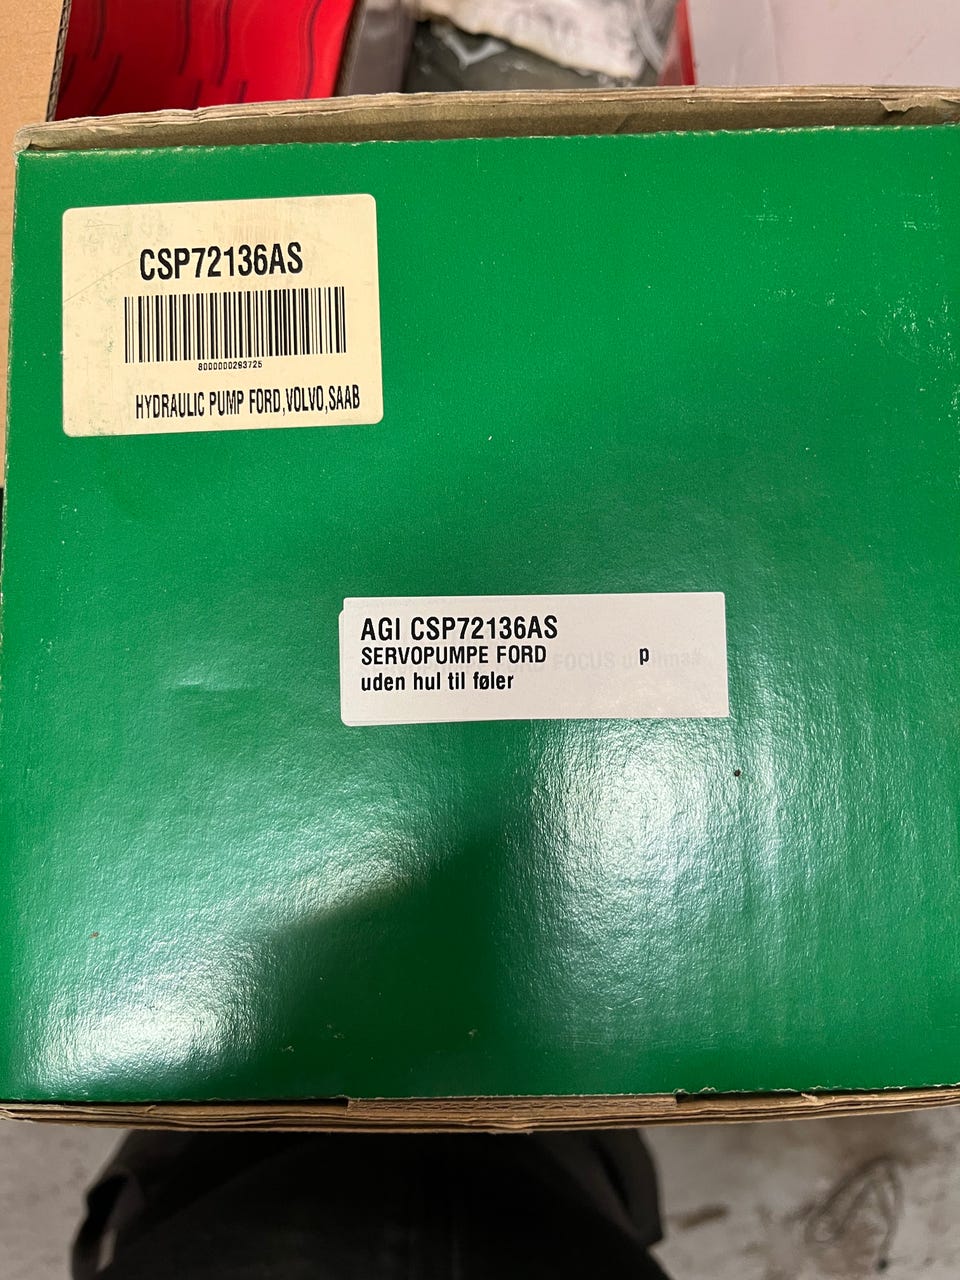 CSP72136AS
8000000293725
HYDRAULIC PUMP FORD,VOLVO,SAAB
AGI CSP72136AS
SERVOPUMPE FORD p
uden hul til føler